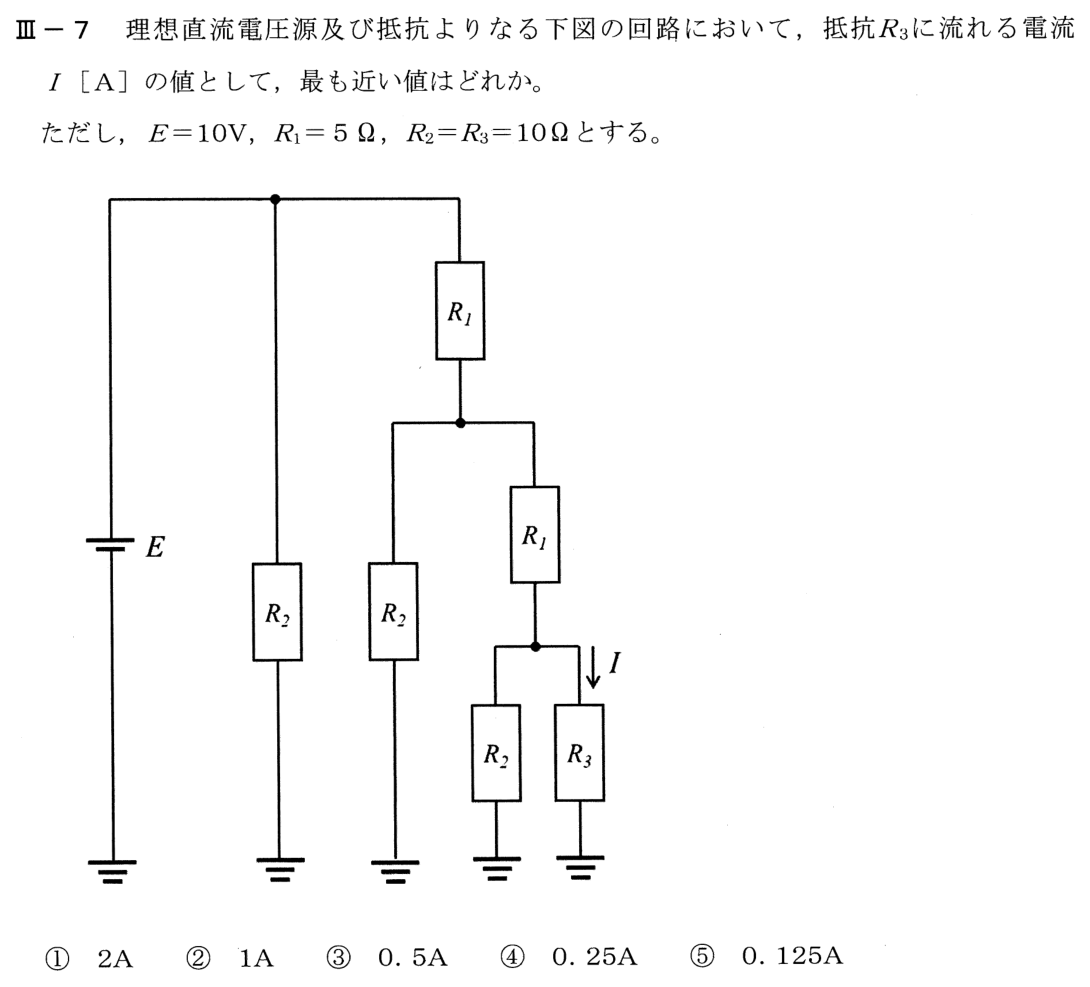 Ⅲ－7 理想直流電圧源及び抵抗よりなる下図の回路において，抵抗R₃に流れる電流
I［A］の値として，最も近い値はどれか。
ただし，E＝10V，R₁＝5Ω，R₂＝R₃＝10Ωとする。
R₁
R₁
E
R₂
R₂
I
R₂
R₃
① 2A ② 1A ③ 0.5A ④ 0.25A ⑤ 0.125A